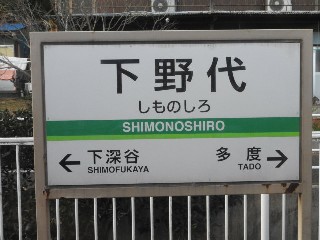 下野代
しものしろ
SHIMONOSHIRO
← 下深谷 多度 →
SHIMOFUKAYA TADO